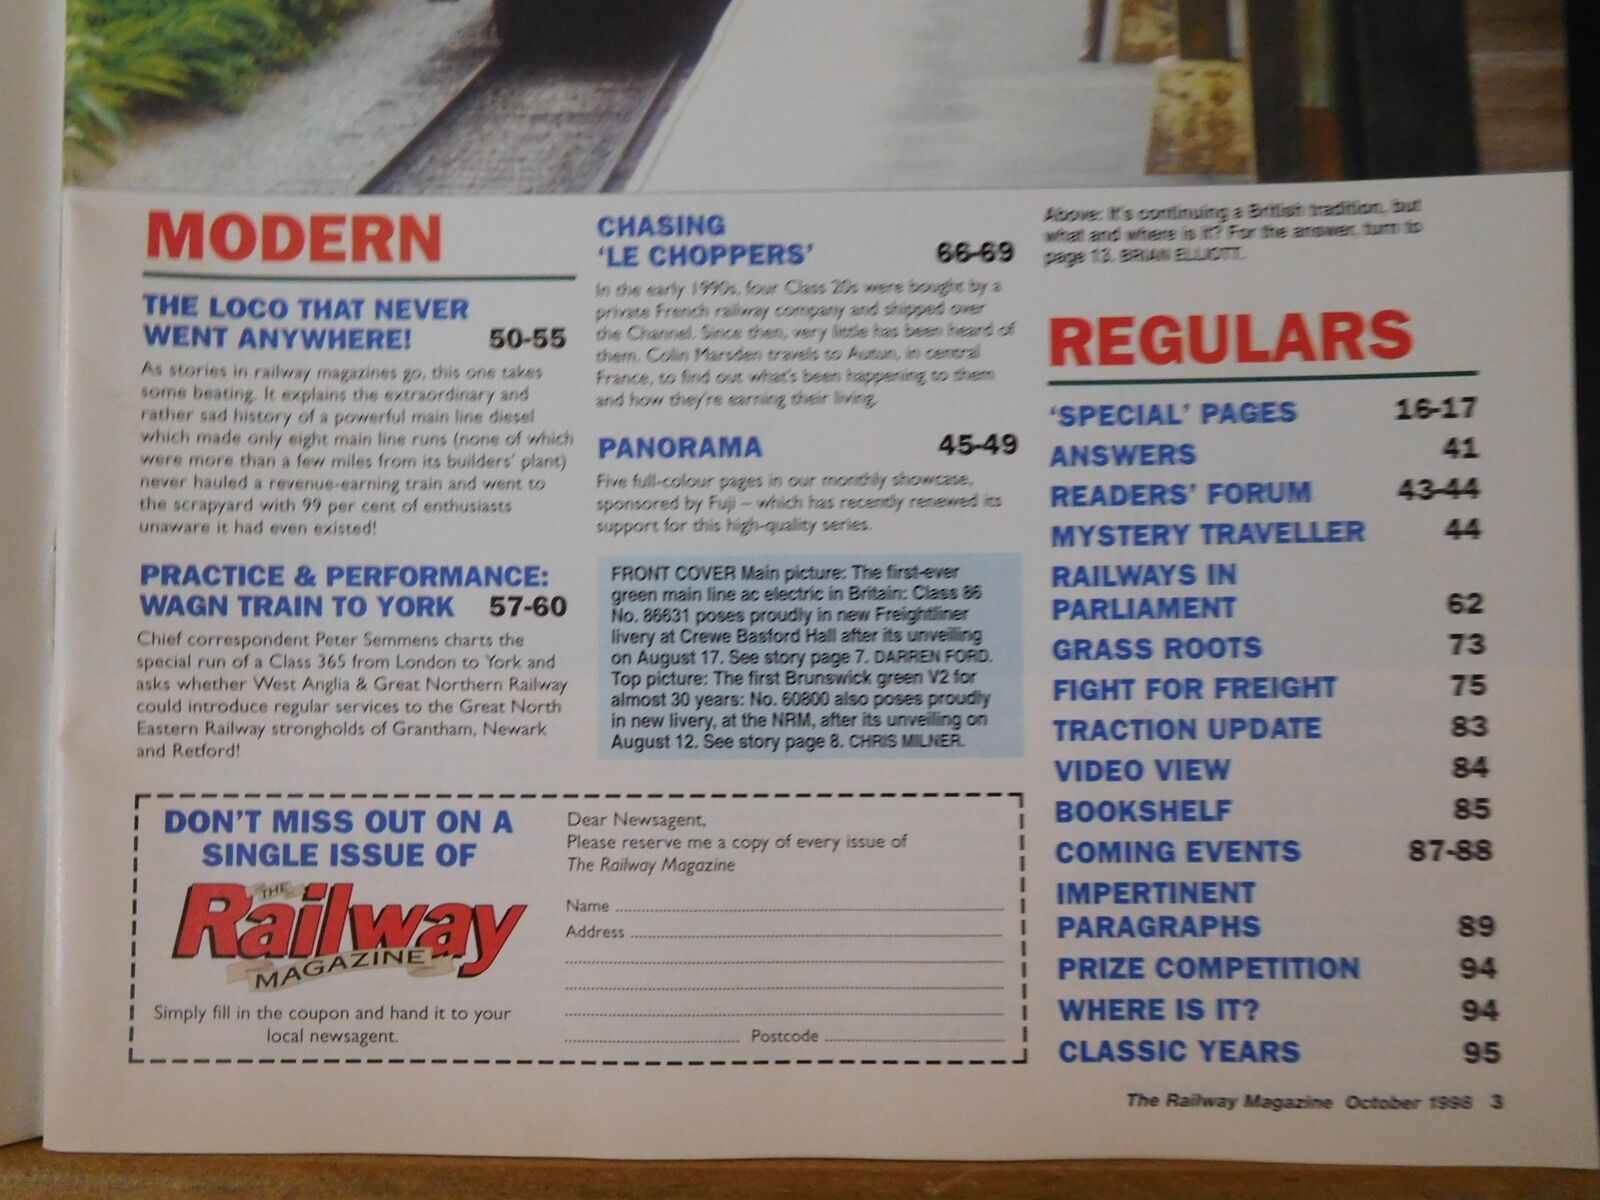 MODERN
THE LOCO THAT NEVER
WENT ANYWHERE! 50-55
As stories in railway magazines go, this one takes
some beating. It explains the extraordinary and
rather sad history of a powerful main line diesel
which made only eight main line runs (none of which
were more than a few miles from its builders' plant)
never hauled a revenue-earning train and went to
the scrapyard with 99 per cent of enthusiasts
unaware it had even existed!
PRACTICE & PERFORMANCE:
WAGN TRAIN TO YORK 57-60
Chief correspondent Peter Semmens charts the
special run of a Class 365 from London to York and
asks whether West Anglia & Great Northern Railway
could introduce regular services to the Great North
Eastern Railway strongholds of Grantham, Newark
and Retford!
CHASING
'LE CHOPPERS' 66-69
In the early 1990s, four Class 20s were bought by a
private French railway company and shipped over
the Channel. Since then, very little has been heard of
them. Colin Marsden travels to Autun, in central
France, to find out what's been happening to them
and how they're earning their living.
PANORAMA 45-49
Five full-colour pages in our monthly showcase,
sponsored by Fuji – which has recently renewed its
support for this high-quality series.
FRONT COVER Main picture: The first-ever
green main line ac electric in Britain: Class 86
No. 86631 poses proudly in new Freightliner
livery at Crewe Basford Hall after its unveiling
on August 17. See story page 7. DARREN FORD.
Top picture: The first Brunswick green V2 for
almost 30 years: No. 60800 also poses proudly
in new livery, at the NRM, after its unveiling on
August 12. See story page 8. CHRIS MILNER.
Above: It's continuing a British tradition, but
what and where is it? For the answer, turn to
page 13. BRIAN ELLIOTT.
REGULARS
'SPECIAL' PAGES 16-17
ANSWERS 41
READERS' FORUM 43-44
MYSTERY TRAVELLER 44
RAILWAYS IN
PARLIAMENT 62
GRASS ROOTS 73
FIGHT FOR FREIGHT 75
TRACTION UPDATE 83
VIDEO VIEW 84
BOOKSHELF 85
COMING EVENTS 87-88
IMPERTINENT
PARAGRAPHS 89
PRIZE COMPETITION 94
WHERE IS IT? 94
CLASSIC YEARS 95
DON'T MISS OUT ON A
SINGLE ISSUE OF
THE
Railway
MAGAZINE
Simply fill in the coupon and hand it to your
local newsagent.
Dear Newsagent,
Please reserve me a copy of every issue of
The Railway Magazine
Name
Address
Postcode
The Railway Magazine October 1998 3